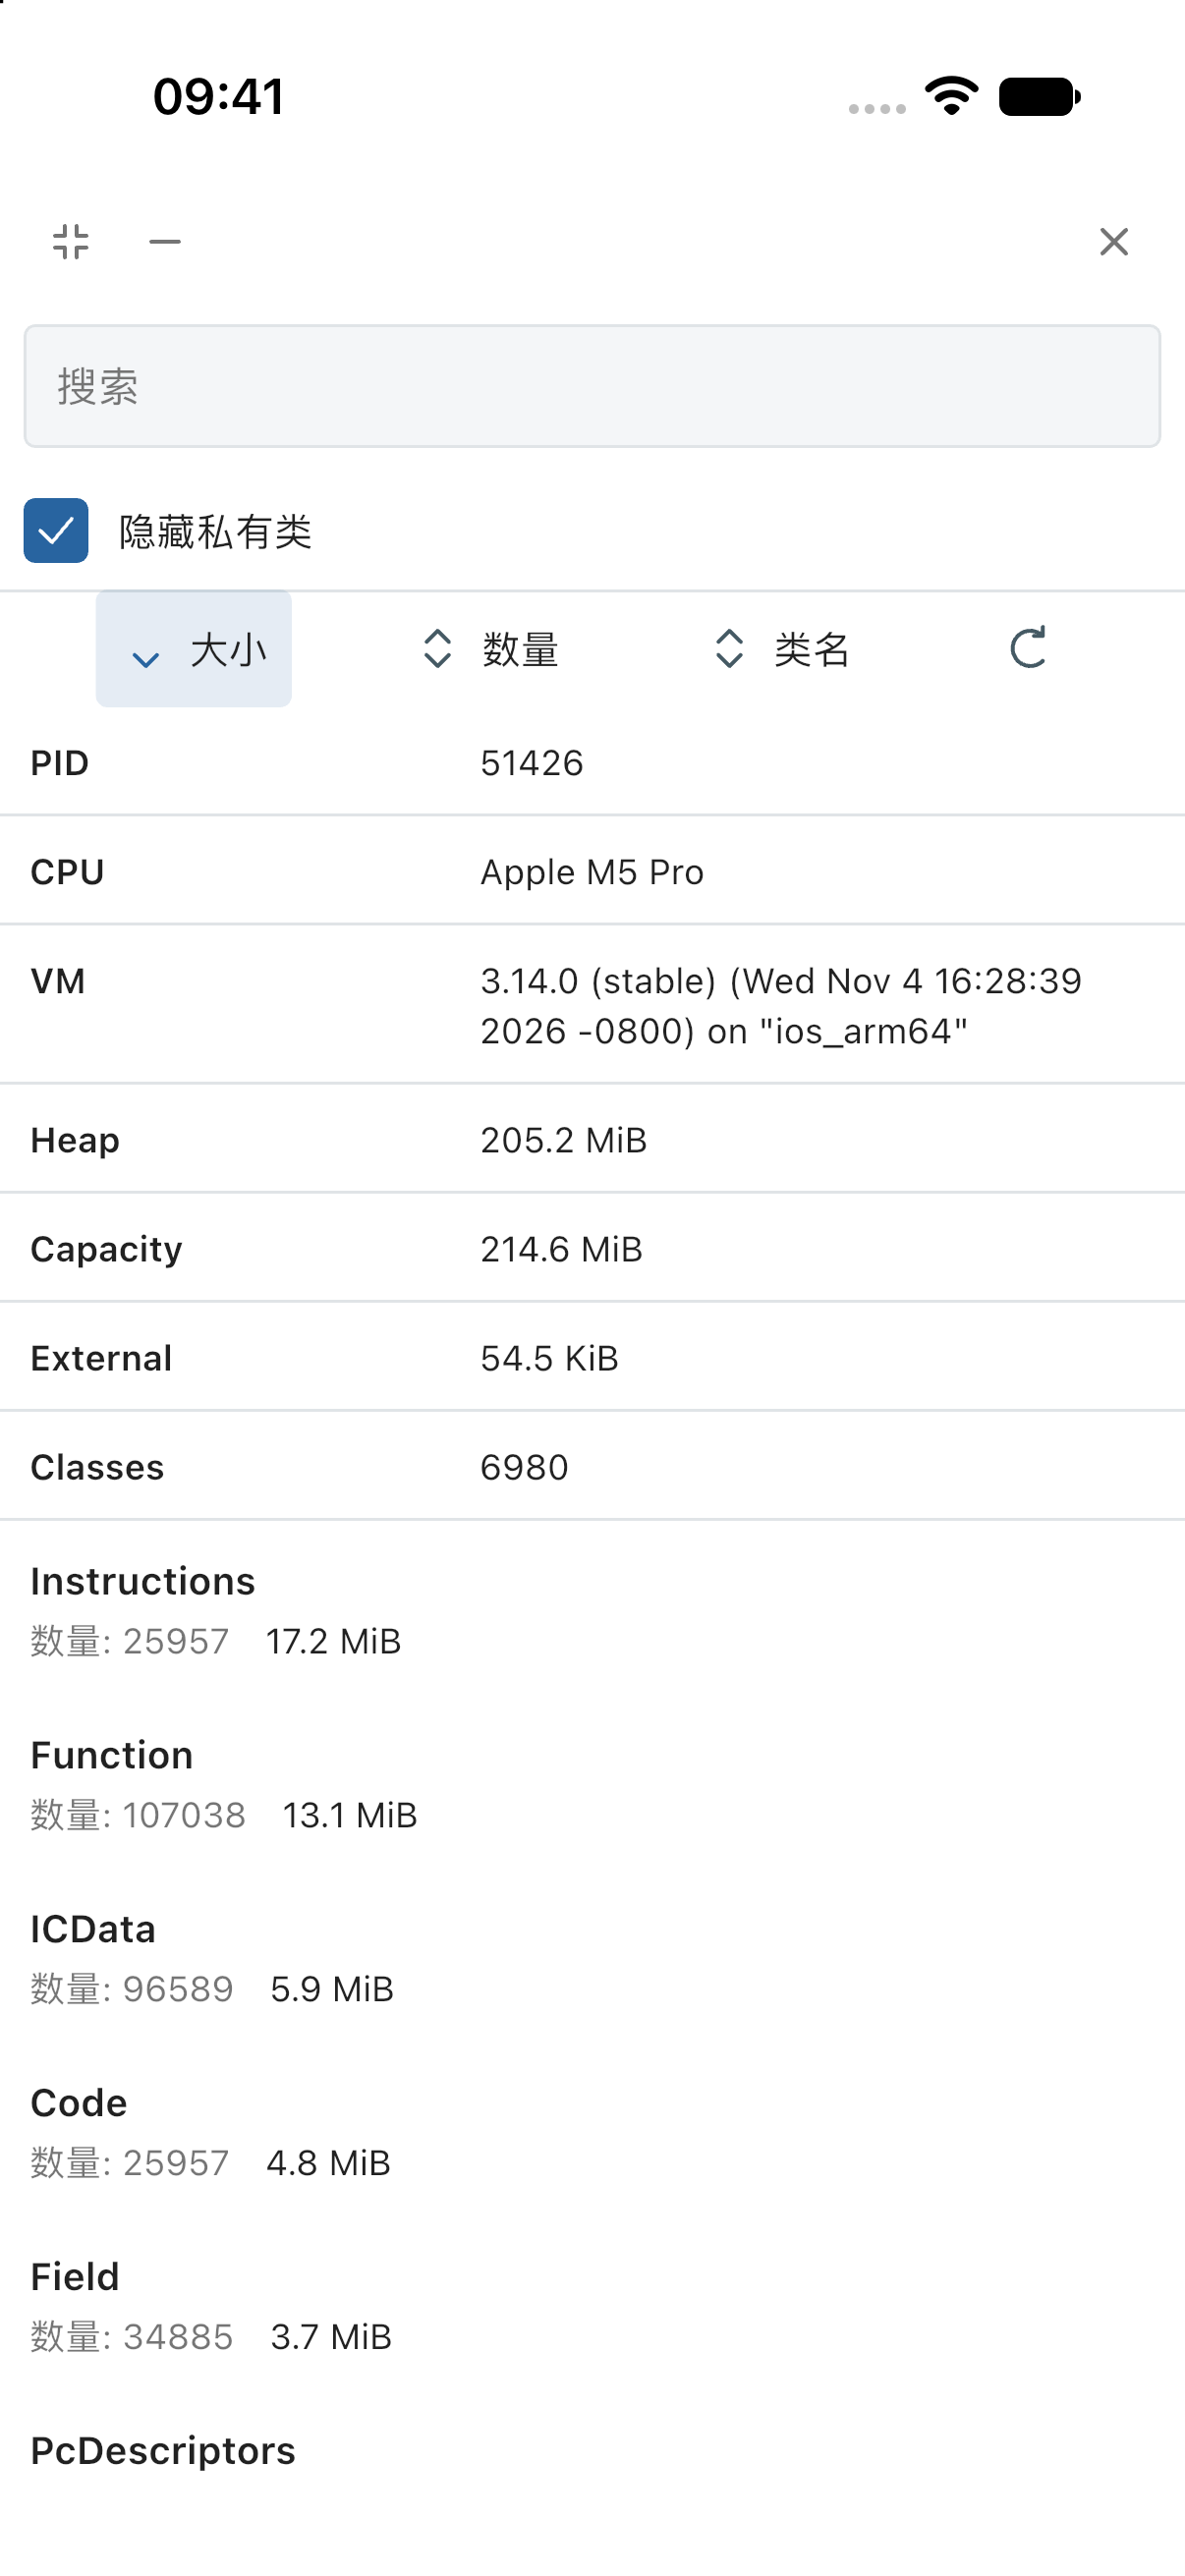 09:41
搜索
隐藏私有类
大小 数量 类名
PID 51426
CPU Apple M5 Pro
VM 3.14.0 (stable) (Wed Nov 4 16:28:39
2026 -0800) on "ios_arm64"
Heap 205.2 MiB
Capacity 214.6 MiB
External 54.5 KiB
Classes 6980
Instructions
数量: 25957 17.2 MiB
Function
数量: 107038 13.1 MiB
ICData
数量: 96589 5.9 MiB
Code
数量: 25957 4.8 MiB
Field
数量: 34885 3.7 MiB
PcDescriptors